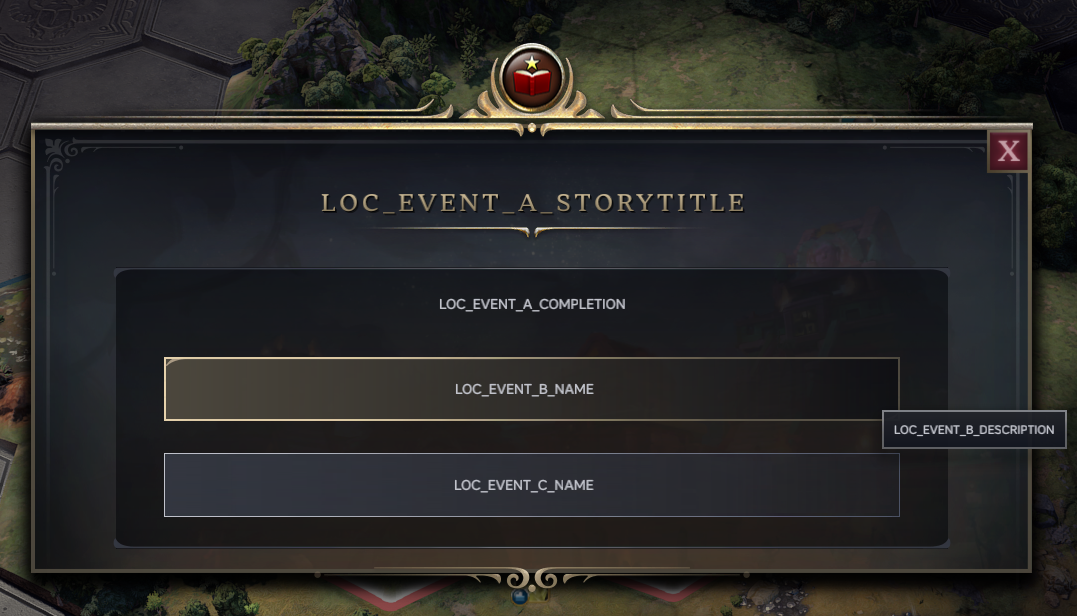 X
LOC_EVENT_A_STORYTITLE
LOC_EVENT_A_COMPLETION
LOC_EVENT_B_NAME
LOC_EVENT_B_DESCRIPTION
LOC_EVENT_C_NAME